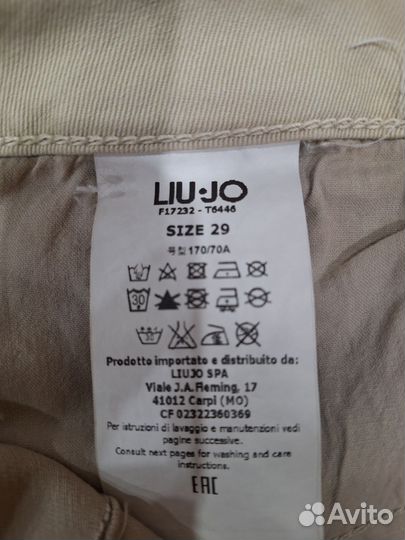 LIU·JO
F17232 - T6446
SIZE 29
170/70A
30
30
Prodotto importato e distribuito da:
LIUJO SPA
Viale J.A.Fleming, 17
41012 Carpi (MO)
CF 02322360369
Per istruzioni di lavaggio e manutenzioni vedi
pagine successive.
Consult next pages for washing and care
instructions.
EAC
Avito